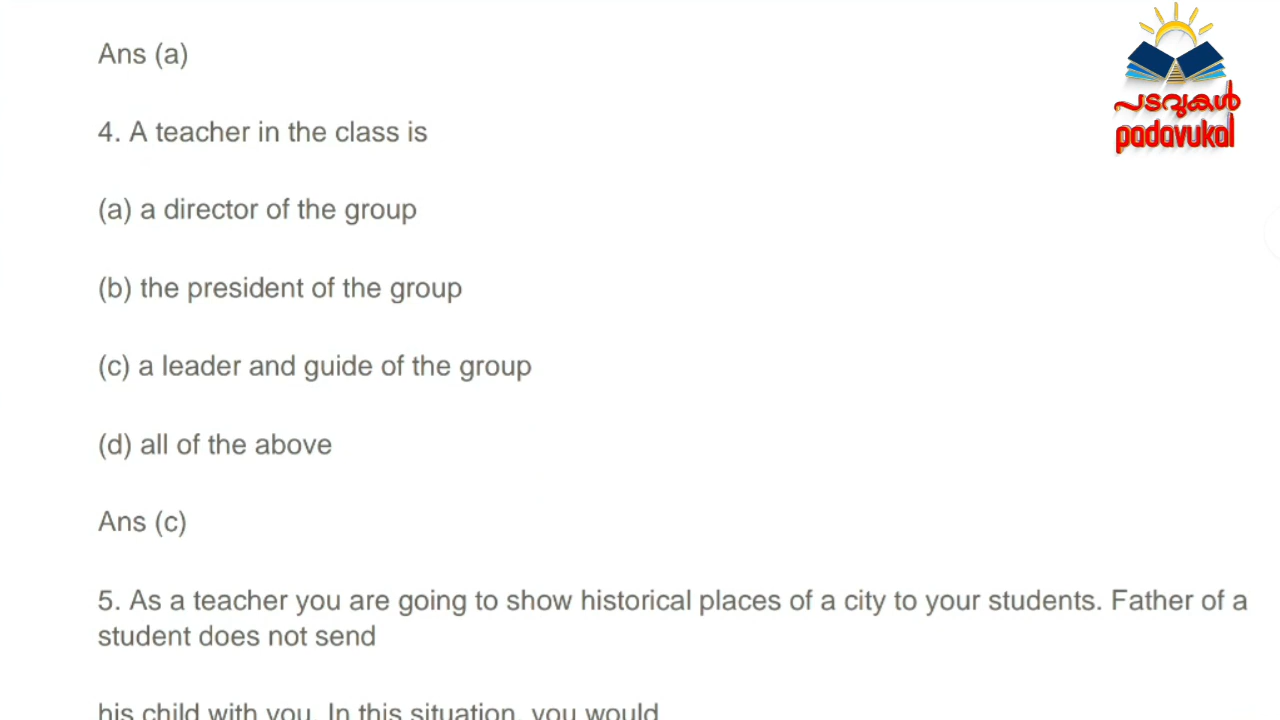 Ans (a)
പടവുകൾ
padavukal
4. A teacher in the class is
(a) a director of the group
(b) the president of the group
(c) a leader and guide of the group
(d) all of the above
Ans (c)
5. As a teacher you are going to show historical places of a city to your students. Father of a
student does not send
his child with you. In this situation, you would